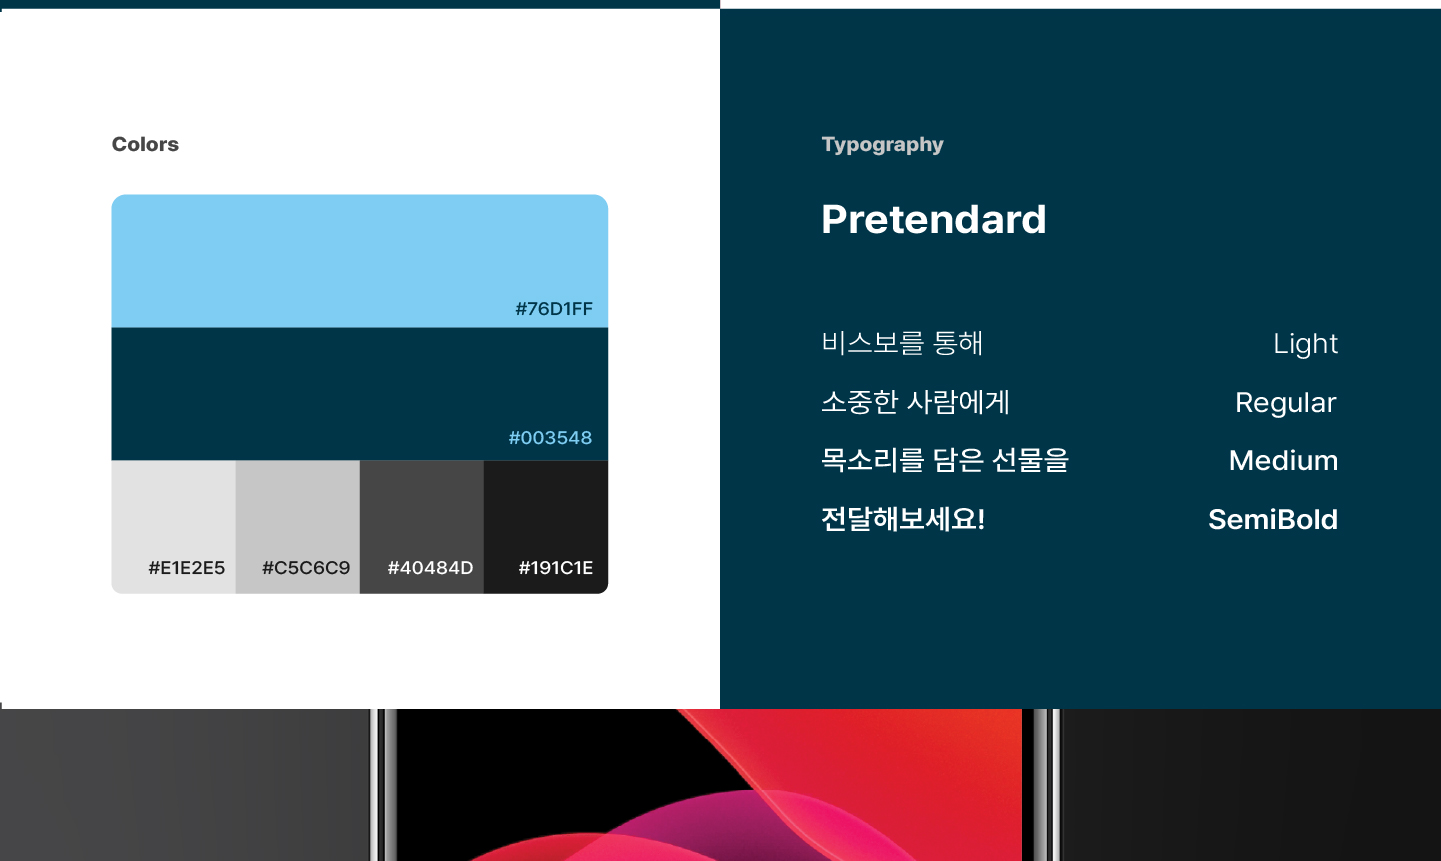 Colors
#76D1FF
#003548
#E1E2E5 #C5C6C9 #40484D #191C1E
Typography
Pretendard
비스보를 통해 Light
소중한 사람에게 Regular
목소리를 담은 선물을 Medium
전달해보세요! SemiBold